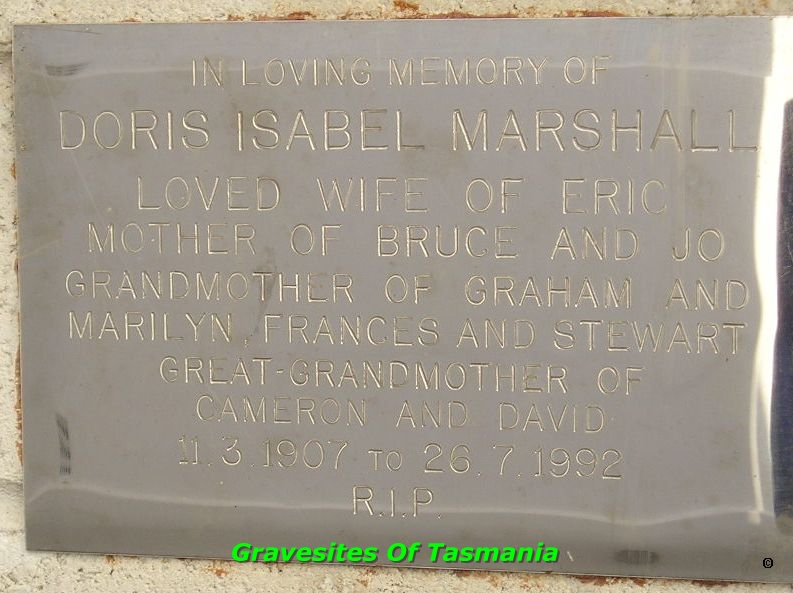 IN LOVING MEMORY OF
DORIS ISABEL MARSHALL
LOVED WIFE OF ERIC
MOTHER OF BRUCE AND JO
GRANDMOTHER OF GRAHAM AND
MARILYN, FRANCES AND STEWART
GREAT-GRANDMOTHER OF
CAMERON AND DAVID
11.3.1907 TO 26.7.1992
R.I.P.
Gravesites Of Tasmania
©